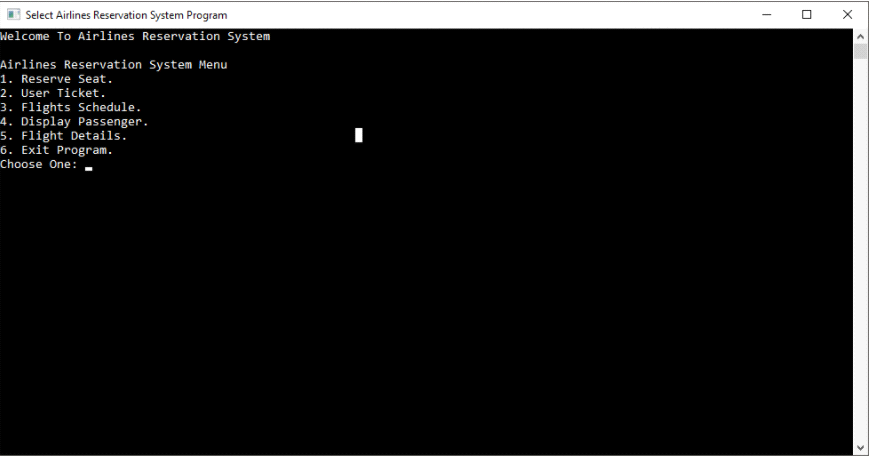 Select Airlines Reservation System Program
Welcome To Airlines Reservation System
Airlines Reservation System Menu
1. Reserve Seat.
2. User Ticket.
3. Flights Schedule.
4. Display Passenger.
5. Flight Details.
6. Exit Program.
Choose One: